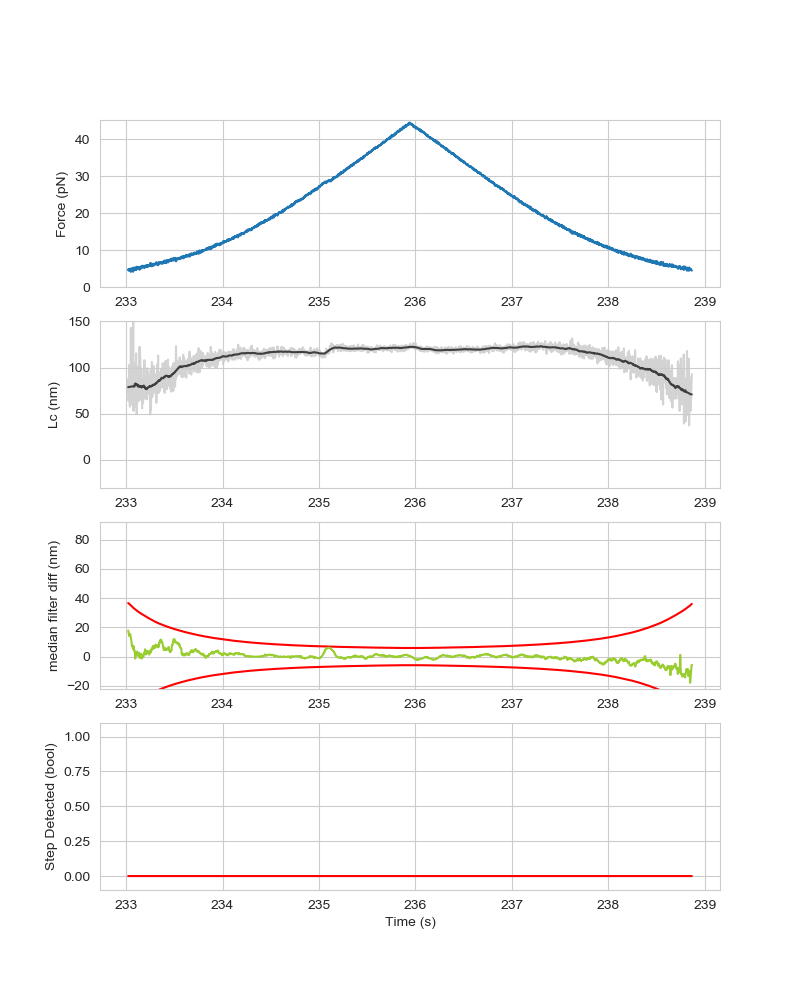 Force (pN)
40
30
20
10
0
233 234 235 236 237 238 239
Lc (nm)
150
100
50
0
233 234 235 236 237 238 239
median filter diff (nm)
80
60
40
20
0
−20
233 234 235 236 237 238 239
Step Detected (bool)
1.00
0.75
0.50
0.25
0.00
233 234 235 236 237 238 239
Time (s)